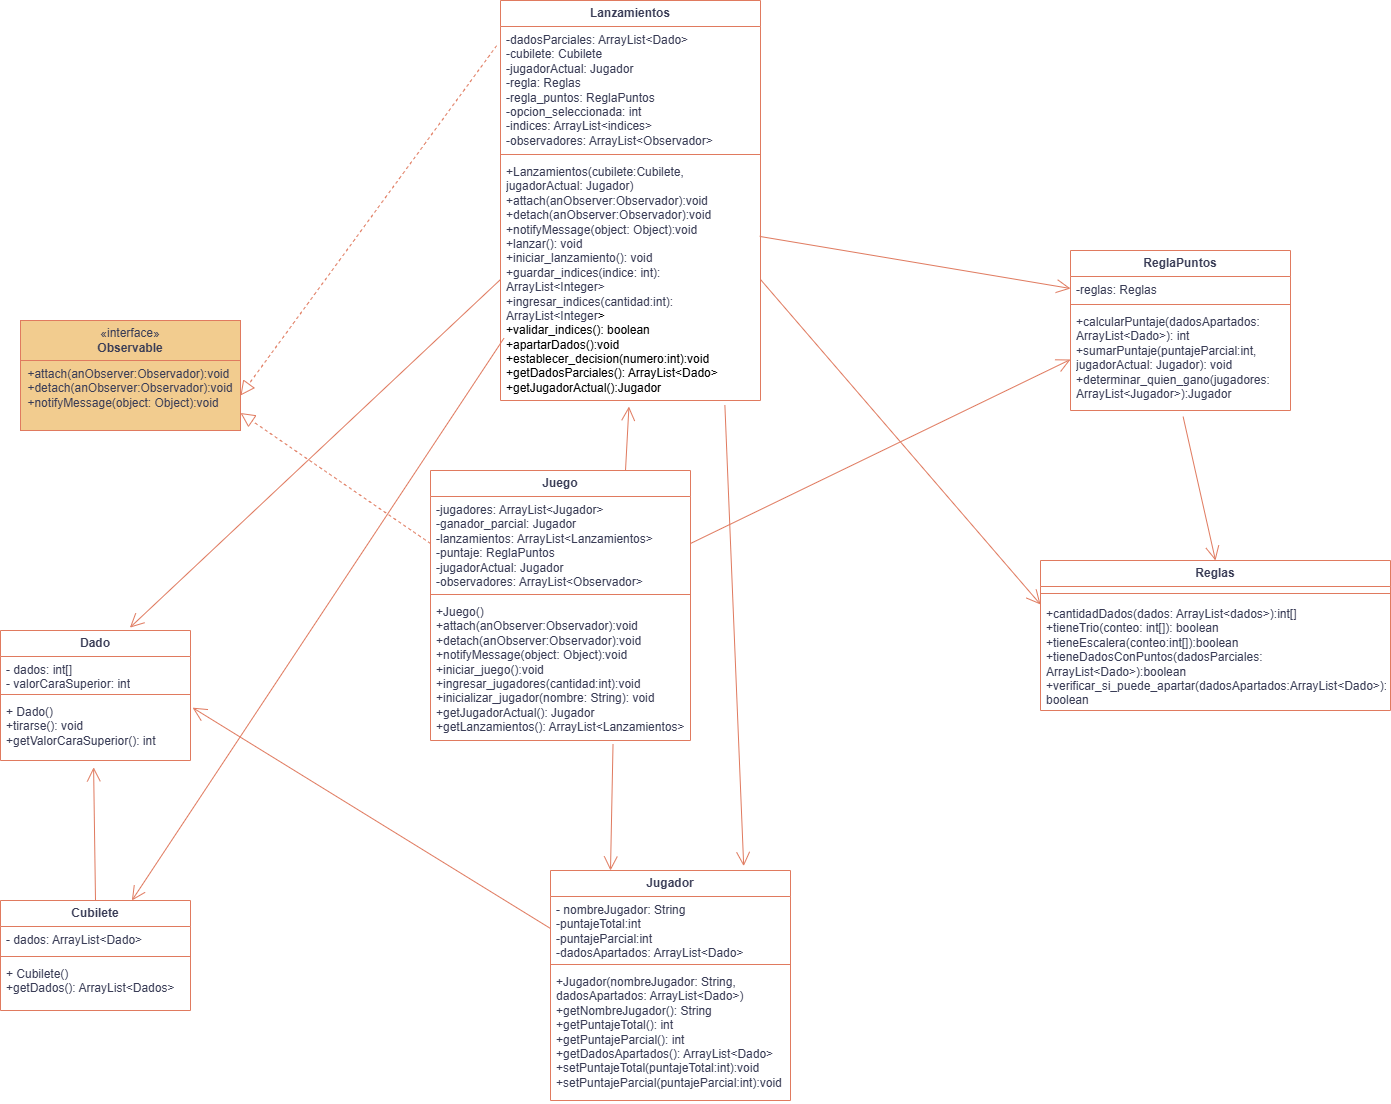 Lanzamientos
-dadosParciales: ArrayList<Dado>
-cubilete: Cubilete
-jugadorActual: Jugador
-regla: Reglas
-regla_puntos: ReglaPuntos
-opcion_seleccionada: int
-indices: ArrayList<indices>
-observadores: ArrayList<Observador>
+Lanzamientos(cubilete:Cubilete,
jugadorActual: Jugador)
+attach(anObserver:Observador):void
+detach(anObserver:Observador):void
+notifyMessage(object: Object):void
+lanzar(): void
+iniciar_lanzamiento(): void
+guardar_indices(indice: int):
ArrayList<Integer>
+ingresar_indices(cantidad:int):
ArrayList<Integer>
+validar_indices(): boolean
+apartarDados():void
+establecer_decision(numero:int):void
+getDadosParciales(): ArrayList<Dado>
+getJugadorActual():Jugador
ReglaPuntos
-reglas: Reglas
+calcularPuntaje(dadosApartados:
ArrayList<Dado>): int
+sumarPuntaje(puntajeParcial:int,
jugadorActual: Jugador): void
+determinar_quien_gano(jugadores:
ArrayList<Jugador>):Jugador
«interface»
Observable
+attach(anObserver:Observador):void
+detach(anObserver:Observador):void
+notifyMessage(object: Object):void
Juego
-jugadores: ArrayList<Jugador>
-ganador_parcial: Jugador
-lanzamientos: ArrayList<Lanzamientos>
-puntaje: ReglaPuntos
-jugadorActual: Jugador
-observadores: ArrayList<Observador>
+Juego()
+attach(anObserver:Observador):void
+detach(anObserver:Observador):void
+notifyMessage(object: Object):void
+iniciar_juego():void
+ingresar_jugadores(cantidad:int):void
+inicializar_jugador(nombre: String): void
+getJugadorActual(): Jugador
+getLanzamientos(): ArrayList<Lanzamientos>
Reglas
+cantidadDados(dados: ArrayList<dados>):int[]
+tieneTrio(conteo: int[]): boolean
+tieneEscalera(conteo:int[]):boolean
+tieneDadosConPuntos(dadosParciales:
ArrayList<Dado>):boolean
+verificar_si_puede_apartar(dadosApartados:ArrayList<Dado>):
boolean
Dado
- dados: int[]
- valorCaraSuperior: int
+ Dado()
+tirarse(): void
+getValorCaraSuperior(): int
Cubilete
- dados: ArrayList<Dado>
+ Cubilete()
+getDados(): ArrayList<Dados>
Jugador
- nombreJugador: String
-puntajeTotal:int
-puntajeParcial:int
-dadosApartados: ArrayList<Dado>
+Jugador(nombreJugador: String,
dadosApartados: ArrayList<Dado>)
+getNombreJugador(): String
+getPuntajeTotal(): int
+getPuntajeParcial(): int
+getDadosApartados(): ArrayList<Dado>
+setPuntajeTotal(puntajeTotal:int):void
+setPuntajeParcial(puntajeParcial:int):void